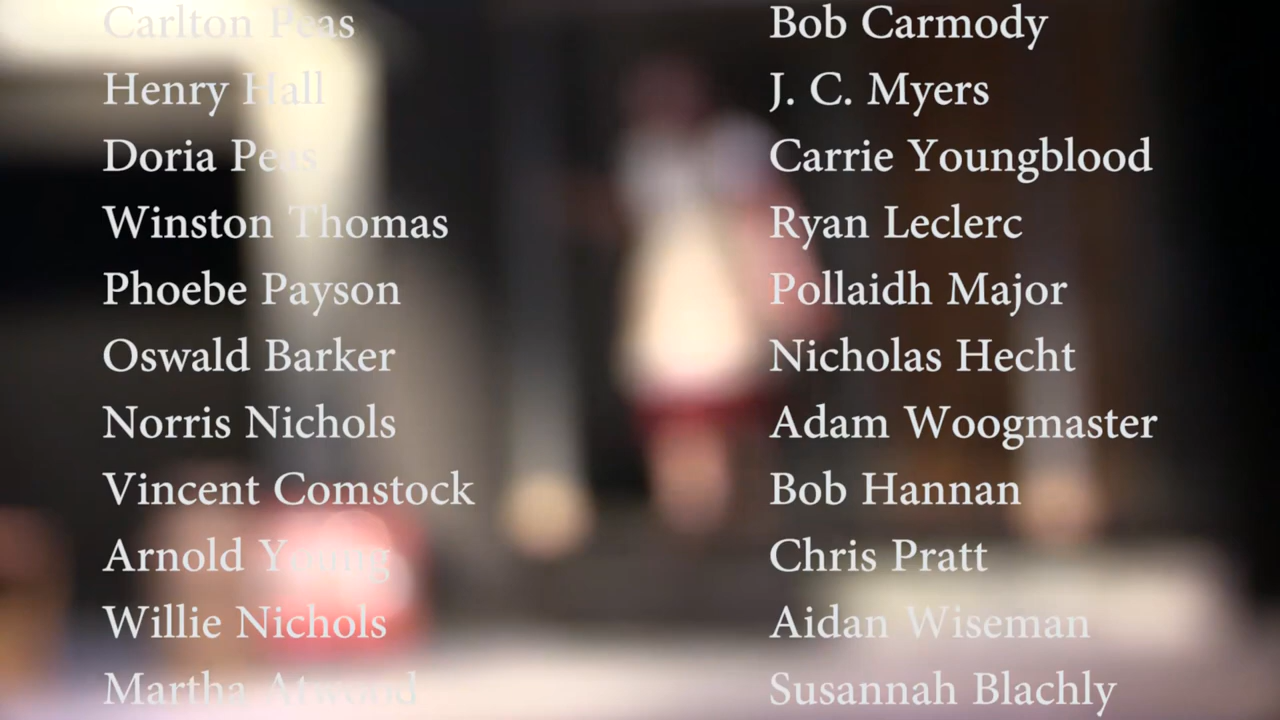 Carlton Peas Bob Carmody
Henry Hall J. C. Myers
Doria Peas Carrie Youngblood
Winston Thomas Ryan Leclerc
Phoebe Payson Pollaidh Major
Oswald Barker Nicholas Hecht
Norris Nichols Adam Woogmaster
Vincent Comstock Bob Hannan
Arnold Young Chris Pratt
Willie Nichols Aidan Wiseman
Martha Atwood Susannah Blachly